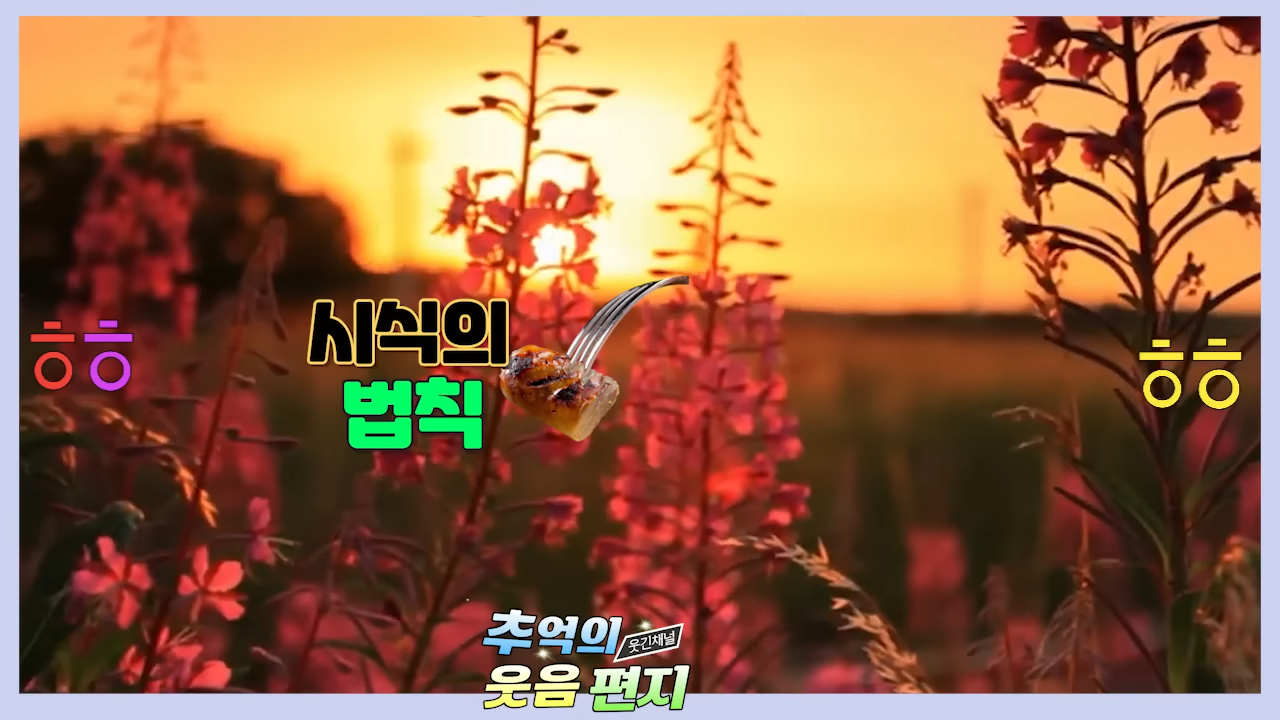 시식의
법칙
ㅎㅎ
ㅎㅎ
추억의
웃긴채널
웃음 편지